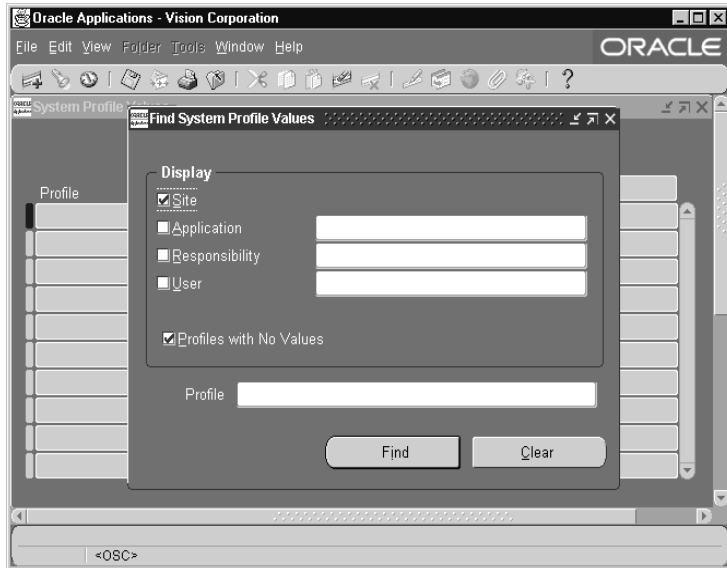 Oracle Applications - Vision Corporation
File Edit View Folder Tools Window Help
ORACLE
System Profile Values
Find System Profile Values
Display
Profile
Site
Application
Responsibility
User
Profiles with No Values
Profile
Find Clear
<OSC>